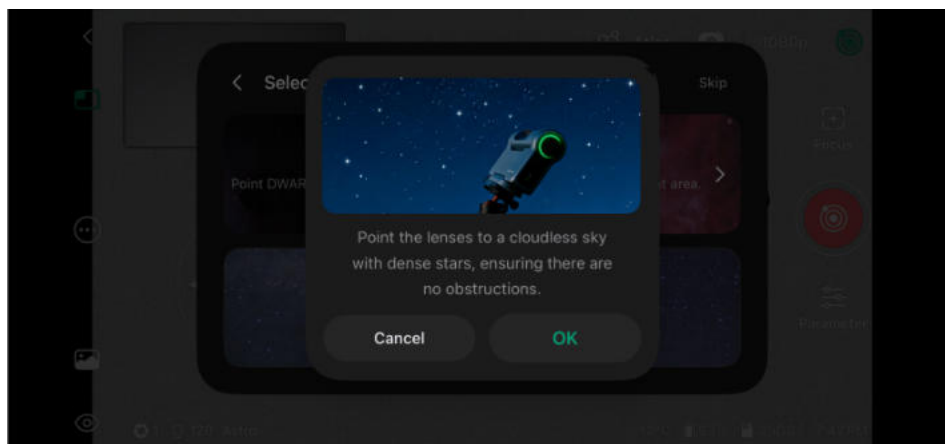 1080p
Selec
Skip
Focus
Point DWAR
t area.
Point the lenses to a cloudless sky
with dense stars, ensuring there are
no obstructions.
Parameter
Cancel
OK